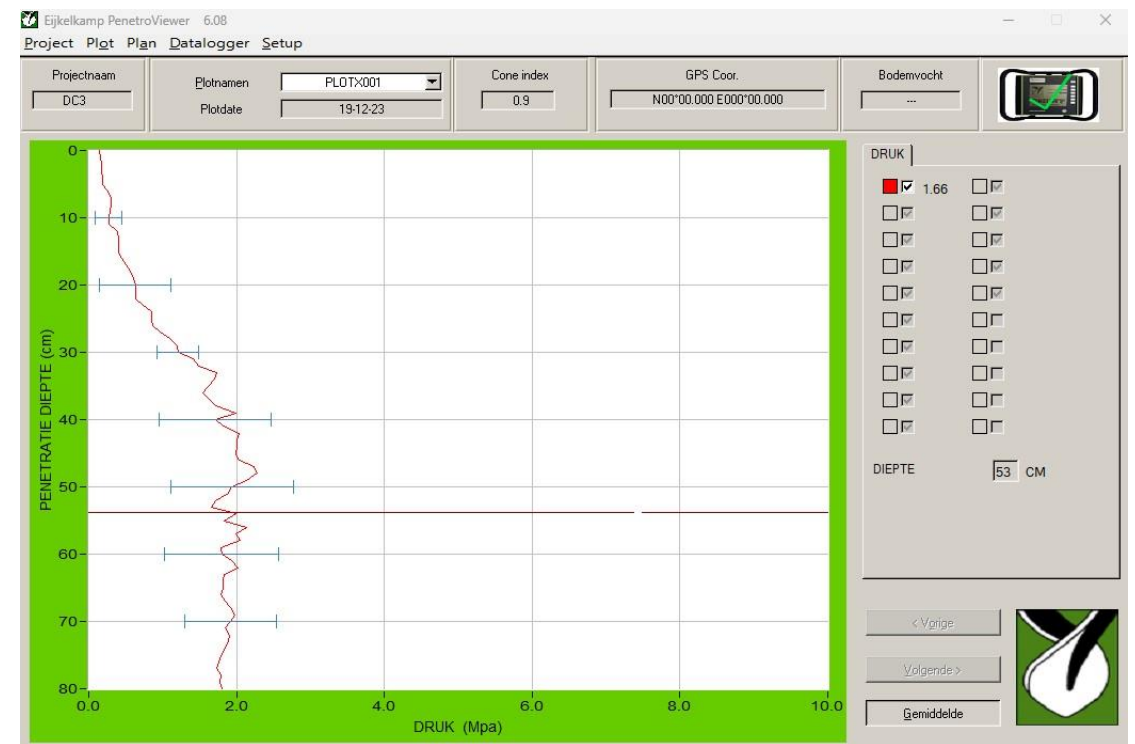 Eijkelkamp PenetroViewer 6.08
Project Plot Plan Datalogger Setup
Projectnaam
DC3
Plotnamen PLOTX001
Plotdate 19-12-23
Cone index
0.9
GPS Coor.
N00°00.000 E000°00.000
Bodemvocht
---
DRUK
1.66
DIEPTE 53 CM
< Vorige
Volgende >
Gemiddelde
PENETRATIE DIEPTE (cm)
0
10
20
30
40
50
60
70
80
0.0 2.0 4.0 6.0 8.0 10.0
DRUK (Mpa)